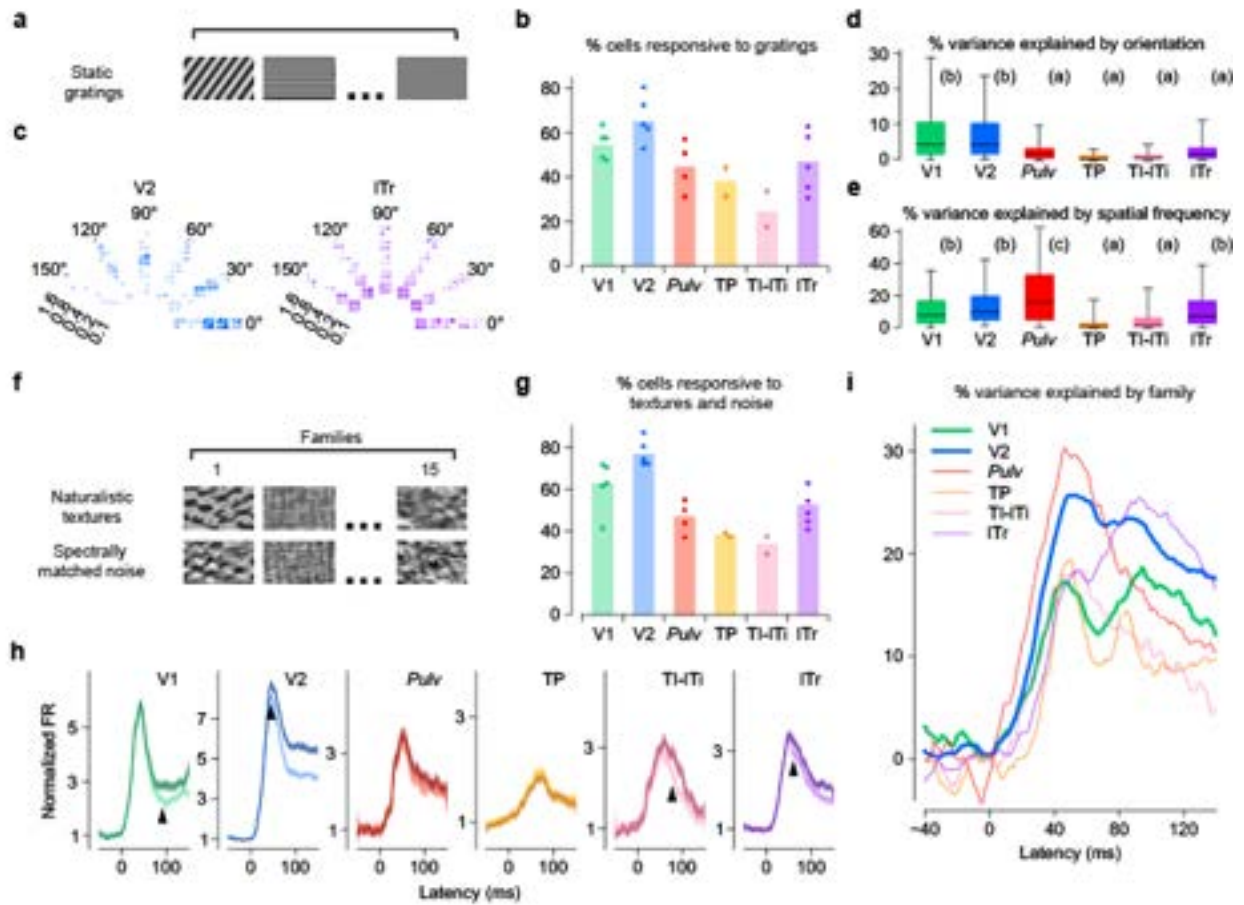 a
Static
gratings
b
% cells responsive to gratings
60
40
20
0
V1 V2 Pulv TP TI-ITi ITr
c
V2
150° 120° 90° 60° 30° 0°
ITr
150° 120° 90° 60° 30° 0°
d
% variance explained by orientation
(b) (b) (a) (a) (a) (a)
30
20
10
0
V1 V2 Pulv TP TI-ITi ITr
e
% variance explained by spatial frequency
(b) (b) (c) (a) (a) (b)
60
40
20
0
V1 V2 Pulv TP TI-ITi ITr
f
Families
1 15
Naturalistic
textures
Spectrally
matched noise
g
% cells responsive to
textures and noise
80
60
40
20
0
V1 V2 Pulv TP TI-ITi ITr
h
V1 V2 Pulv TP TI-ITi ITr
Normalized FR
5
3
1
7
5
3
1
3
1
3
1
3
1
3
1
0 100 0 100 0 100 0 100 0 100 0 100
Latency (ms)
i
% variance explained by family
V1
V2
Pulv
TP
TI-ITi
ITr
30
20
10
0
−40 0 40 80 120
Latency (ms)